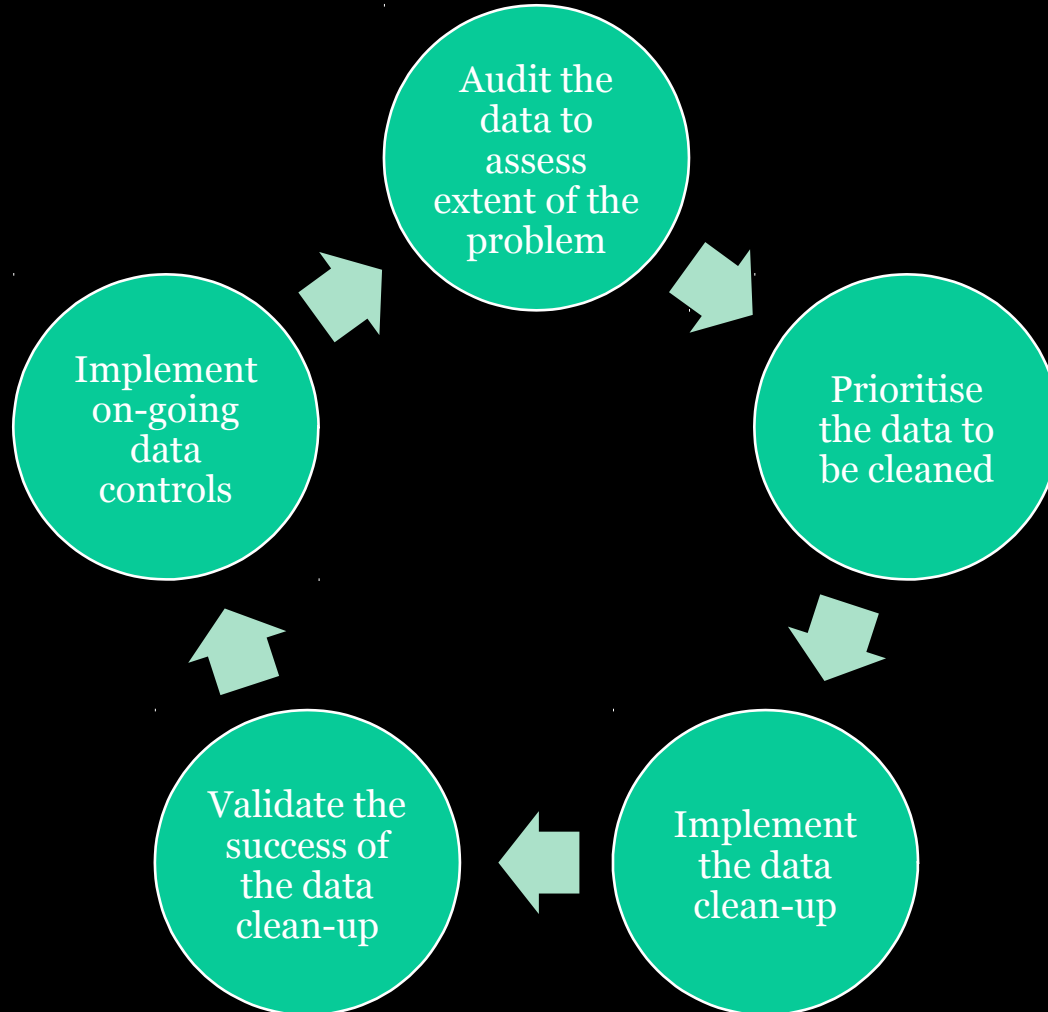 Audit the
data to
assess
extent of the
problem
Prioritise
the data to
be cleaned
Implement
the data
clean-up
Validate the
success of
the data
clean-up
Implement
on-going
data
controls